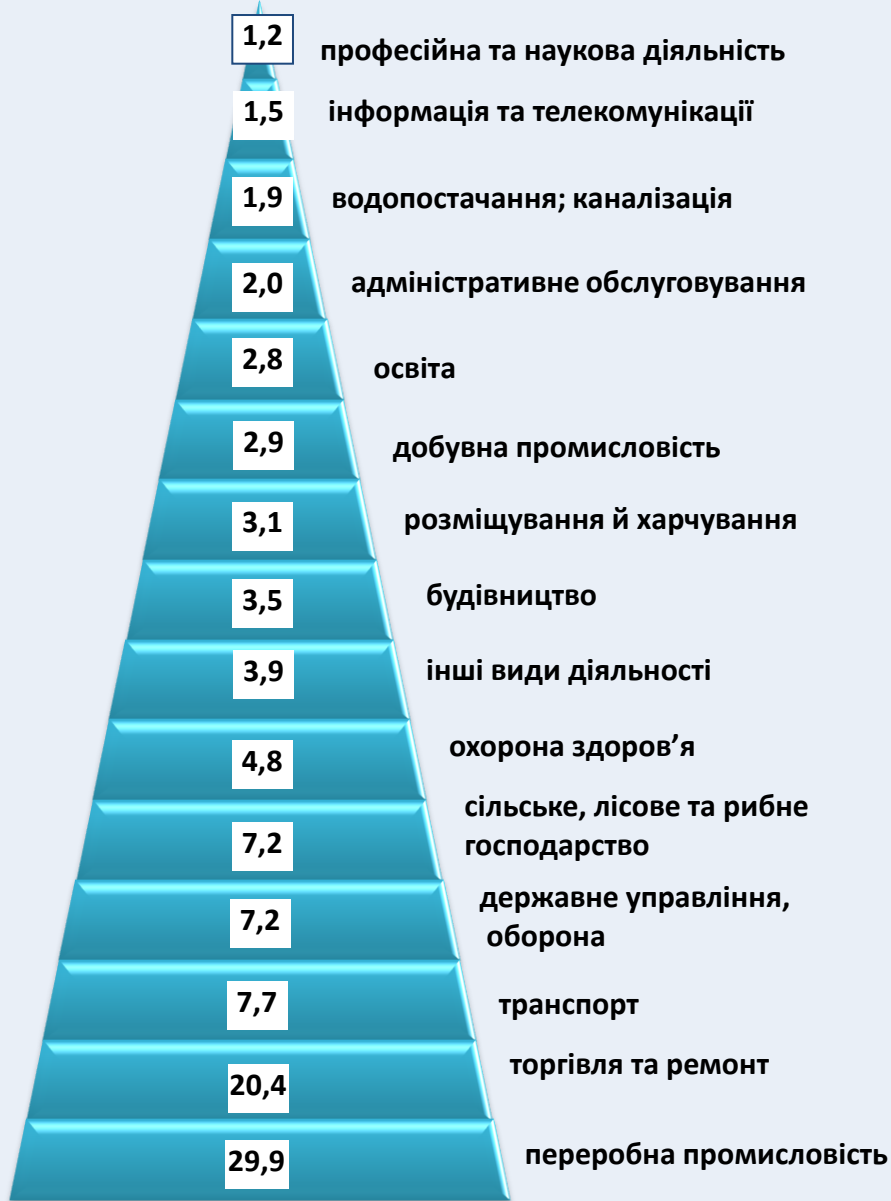 1,2
професійна та наукова діяльність
1,5
інформація та телекомунікації
1,9
водопостачання; каналізація
2,0
адміністративне обслуговування
2,8
освіта
2,9
добувна промисловість
3,1
розміщування й харчування
3,5
будівництво
3,9
інші види діяльності
4,8
охорона здоров’я
7,2
сільське, лісове та рибне
господарство
7,2
державне управління,
оборона
7,7
транспорт
20,4
торгівля та ремонт
29,9
переробна промисловість